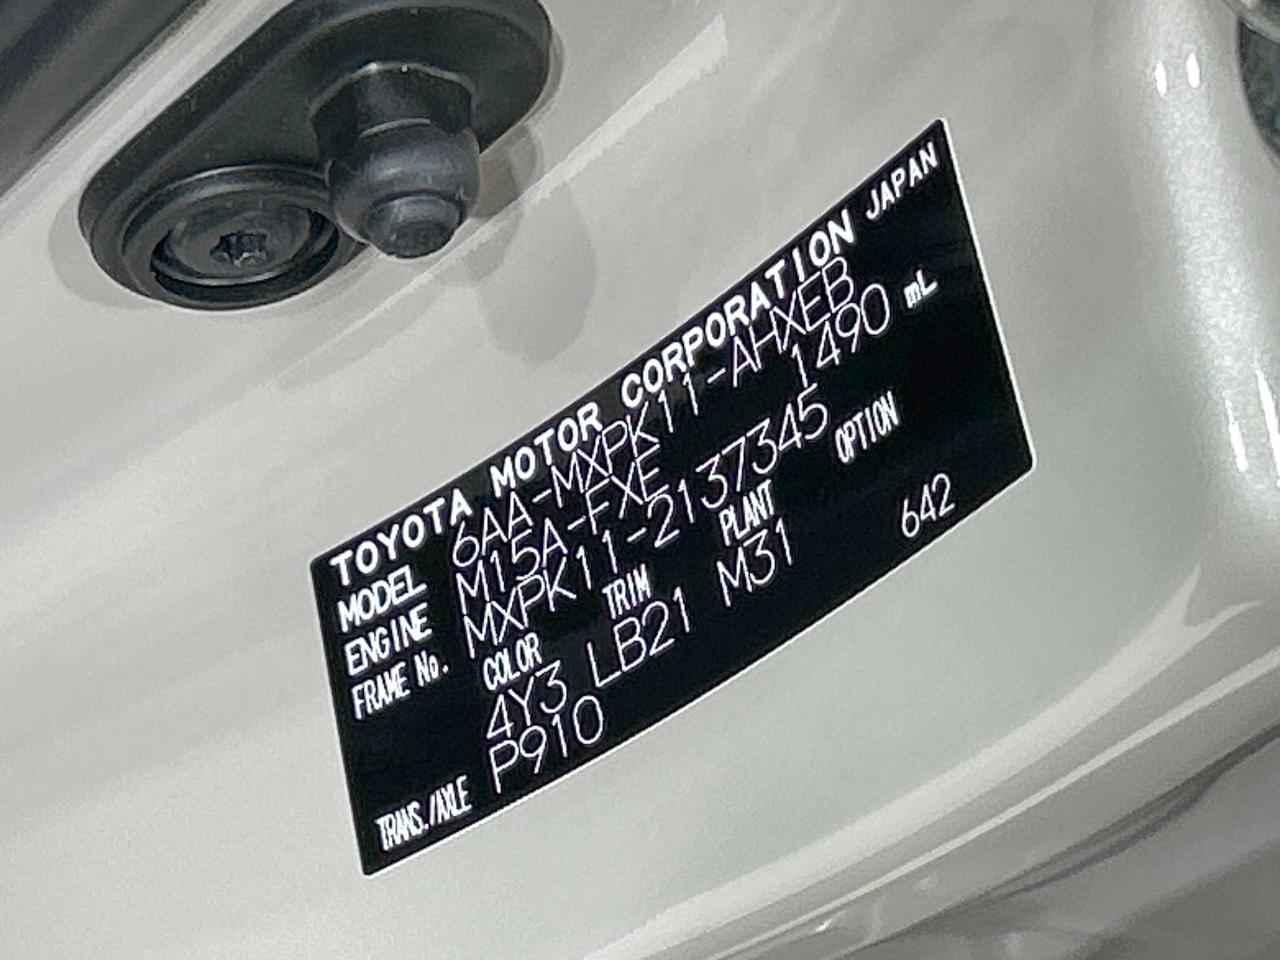 TOYOTA MOTOR CORPORATION JAPAN
MODEL 6AA-MXPK11-AHXEB
ENGINE M15A-FXE 1490 mL
FRAME No. MXPK11-2137345
COLOR TRIM PLANT OPTION
4Y3 LB21 M31 642
TRANS./AXLE P910